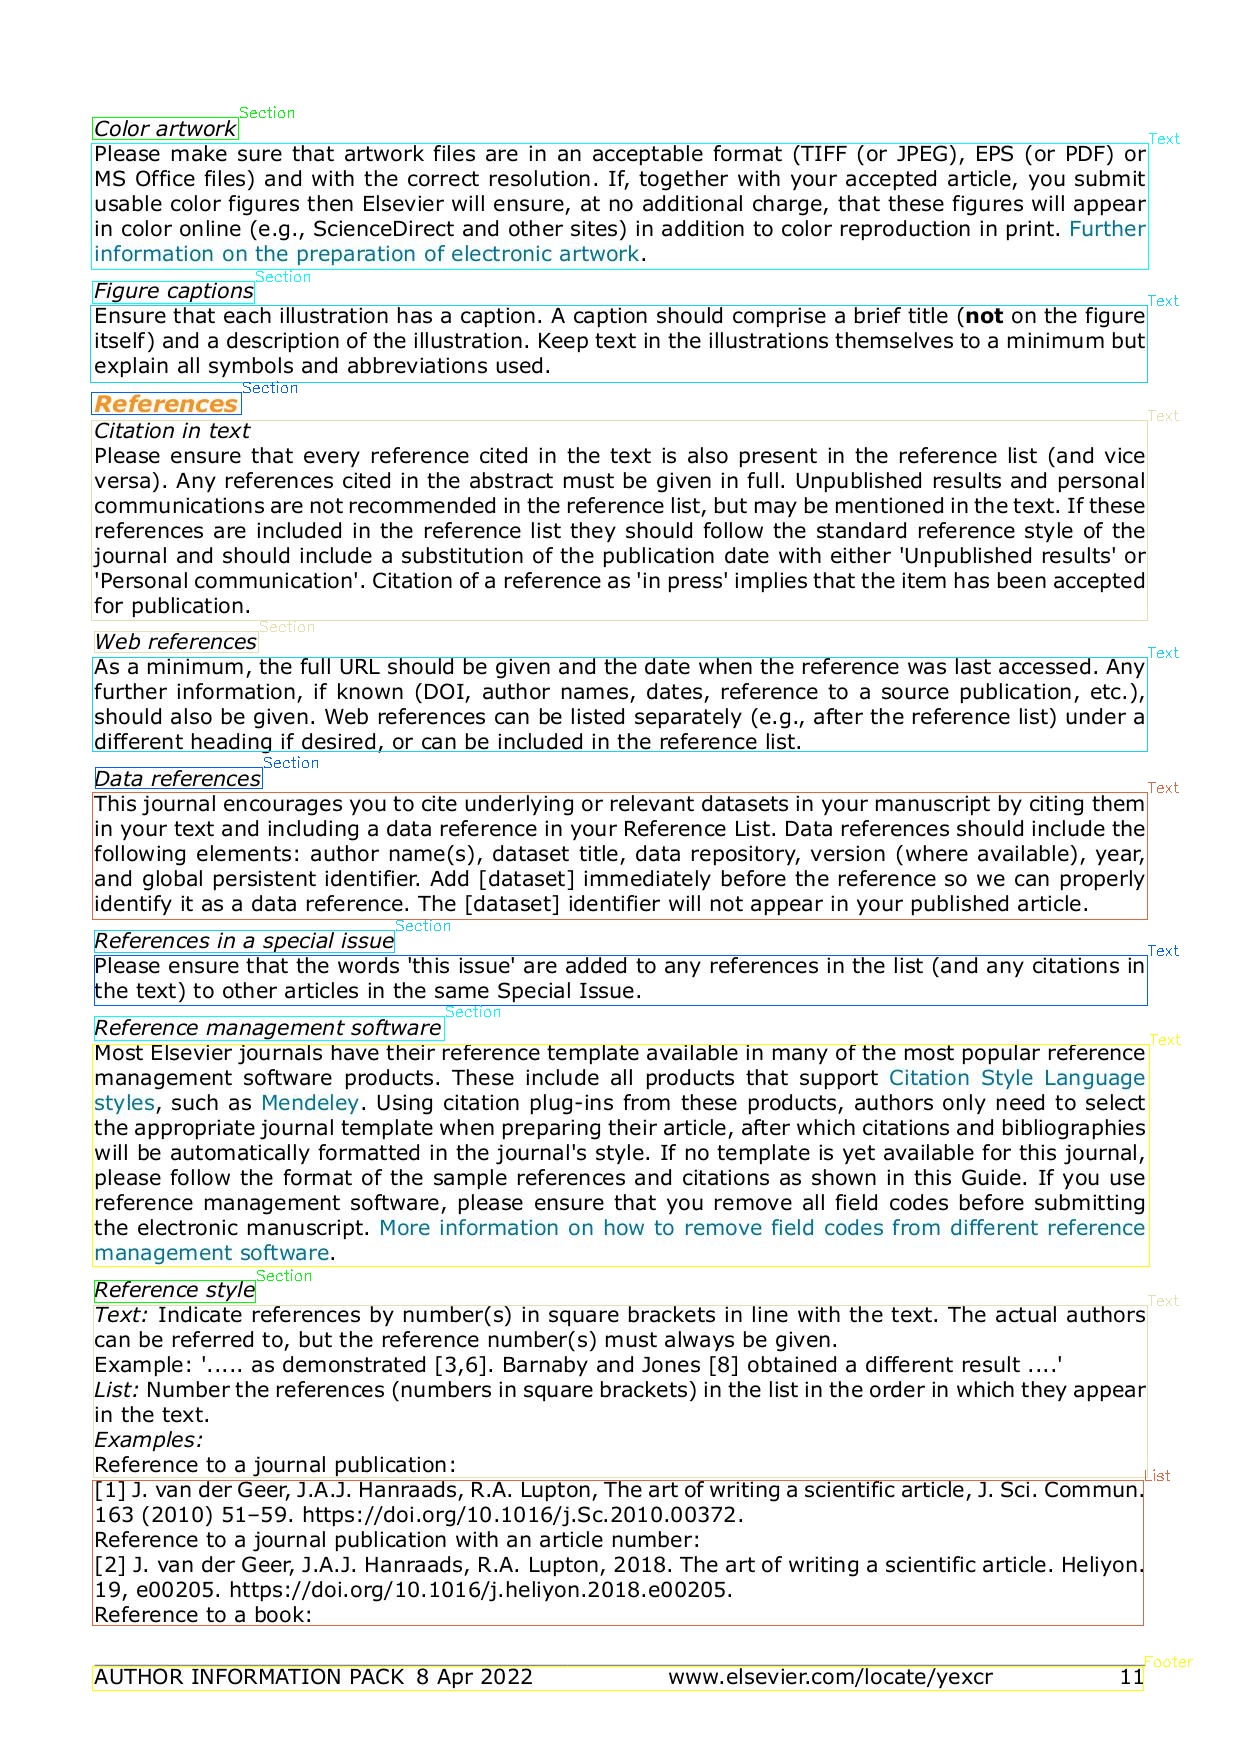 Section
Color artwork
Text
Please make sure that artwork files are in an acceptable format (TIFF (or JPEG), EPS (or PDF) or
MS Office files) and with the correct resolution. If, together with your accepted article, you submit
usable color figures then Elsevier will ensure, at no additional charge, that these figures will appear
in color online (e.g., ScienceDirect and other sites) in addition to color reproduction in print. Further
information on the preparation of electronic artwork.
Section
Figure captions
Text
Ensure that each illustration has a caption. A caption should comprise a brief title (not on the figure
itself) and a description of the illustration. Keep text in the illustrations themselves to a minimum but
explain all symbols and abbreviations used.
Section
References
Text
Citation in text
Please ensure that every reference cited in the text is also present in the reference list (and vice
versa). Any references cited in the abstract must be given in full. Unpublished results and personal
communications are not recommended in the reference list, but may be mentioned in the text. If these
references are included in the reference list they should follow the standard reference style of the
journal and should include a substitution of the publication date with either 'Unpublished results' or
'Personal communication'. Citation of a reference as 'in press' implies that the item has been accepted
for publication.
Section
Web references
Text
As a minimum, the full URL should be given and the date when the reference was last accessed. Any
further information, if known (DOI, author names, dates, reference to a source publication, etc.),
should also be given. Web references can be listed separately (e.g., after the reference list) under a
different heading if desired, or can be included in the reference list.
Section
Data references
Text
This journal encourages you to cite underlying or relevant datasets in your manuscript by citing them
in your text and including a data reference in your Reference List. Data references should include the
following elements: author name(s), dataset title, data repository, version (where available), year,
and global persistent identifier. Add [dataset] immediately before the reference so we can properly
identify it as a data reference. The [dataset] identifier will not appear in your published article.
Section
References in a special issue
Text
Please ensure that the words 'this issue' are added to any references in the list (and any citations in
the text) to other articles in the same Special Issue.
Section
Reference management software
Text
Most Elsevier journals have their reference template available in many of the most popular reference
management software products. These include all products that support Citation Style Language
styles, such as Mendeley. Using citation plug-ins from these products, authors only need to select
the appropriate journal template when preparing their article, after which citations and bibliographies
will be automatically formatted in the journal's style. If no template is yet available for this journal,
please follow the format of the sample references and citations as shown in this Guide. If you use
reference management software, please ensure that you remove all field codes before submitting
the electronic manuscript. More information on how to remove field codes from different reference
management software.
Section
Reference style
Text
Text: Indicate references by number(s) in square brackets in line with the text. The actual authors
can be referred to, but the reference number(s) must always be given.
Example: '..... as demonstrated [3,6]. Barnaby and Jones [8] obtained a different result ....'
List: Number the references (numbers in square brackets) in the list in the order in which they appear
in the text.
Examples:
Reference to a journal publication:
List
[1] J. van der Geer, J.A.J. Hanraads, R.A. Lupton, The art of writing a scientific article, J. Sci. Commun.
163 (2010) 51–59. https://doi.org/10.1016/j.Sc.2010.00372.
Reference to a journal publication with an article number:
[2] J. van der Geer, J.A.J. Hanraads, R.A. Lupton, 2018. The art of writing a scientific article. Heliyon.
19, e00205. https://doi.org/10.1016/j.heliyon.2018.e00205.
Reference to a book:
Footer
AUTHOR INFORMATION PACK 8 Apr 2022 www.elsevier.com/locate/yexcr 11